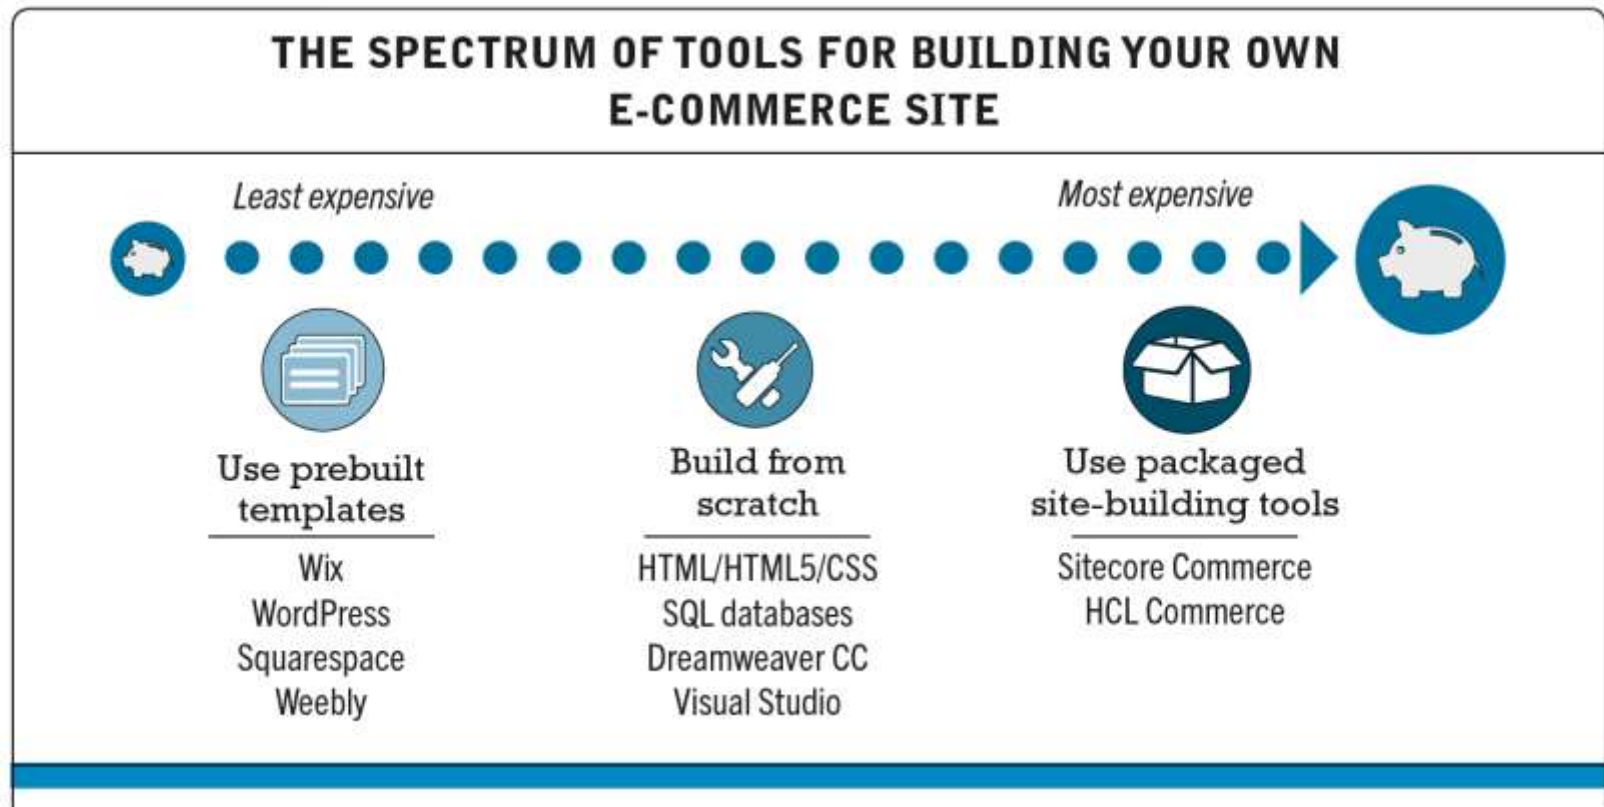 THE SPECTRUM OF TOOLS FOR BUILDING YOUR OWN
E-COMMERCE SITE
Least expensive
Most expensive
Use prebuilt
templates
Wix
WordPress
Squarespace
Weebly
Build from
scratch
HTML/HTML5/CSS
SQL databases
Dreamweaver CC
Visual Studio
Use packaged
site-building tools
Sitecore Commerce
HCL Commerce